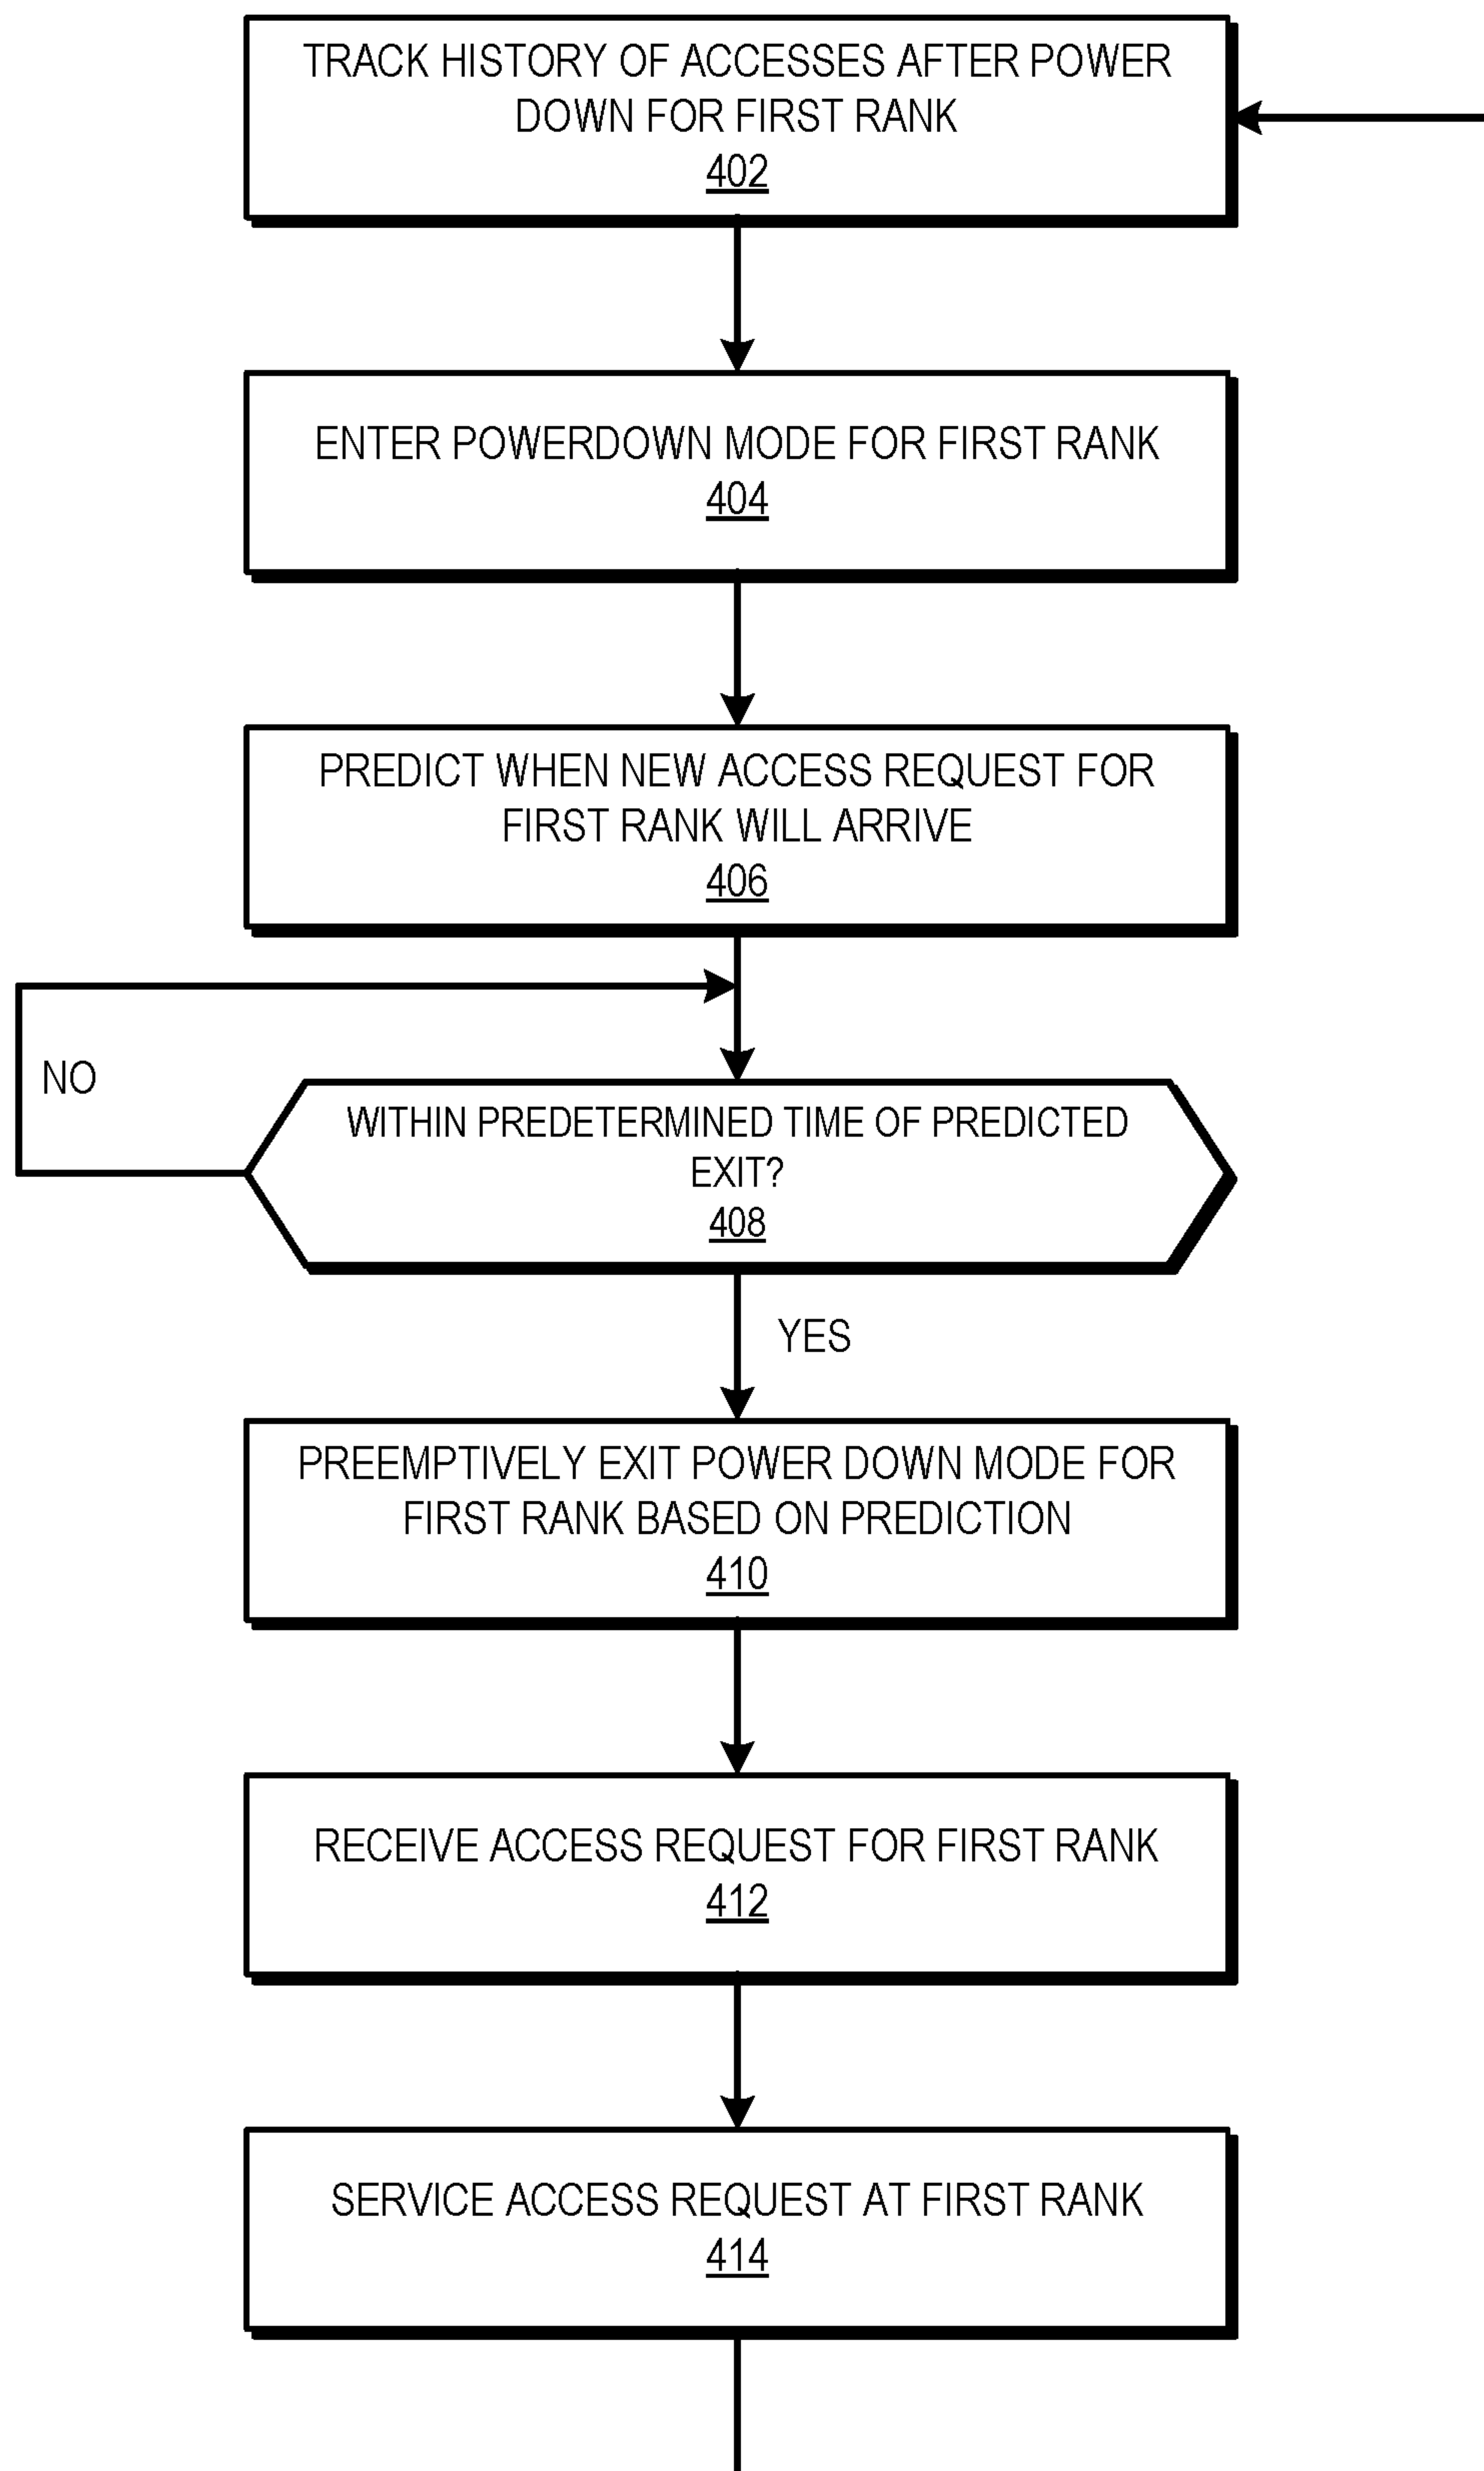 TRACK HISTORY OF ACCESSES AFTER POWER
DOWN FOR FIRST RANK
402
ENTER POWERDOWN MODE FOR FIRST RANK
404
PREDICT WHEN NEW ACCESS REQUEST FOR
FIRST RANK WILL ARRIVE
406
NO
WITHIN PREDETERMINED TIME OF PREDICTED
EXIT?
408
YES
PREEMPTIVELY EXIT POWER DOWN MODE FOR
FIRST RANK BASED ON PREDICTION
410
RECEIVE ACCESS REQUEST FOR FIRST RANK
412
SERVICE ACCESS REQUEST AT FIRST RANK
414